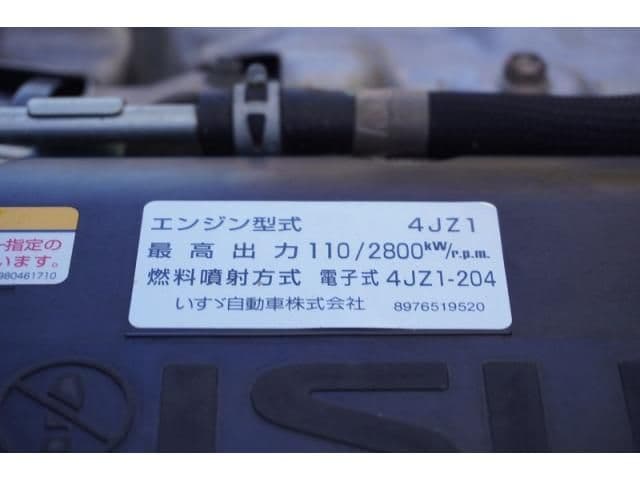 エンジン型式 4JZ1
最高出力 110/2800kW/r.p.m.
燃料噴射方式 電子式 4JZ1-204
いすゞ自動車株式会社 8976519520
指定の
います。
980461710
ISU